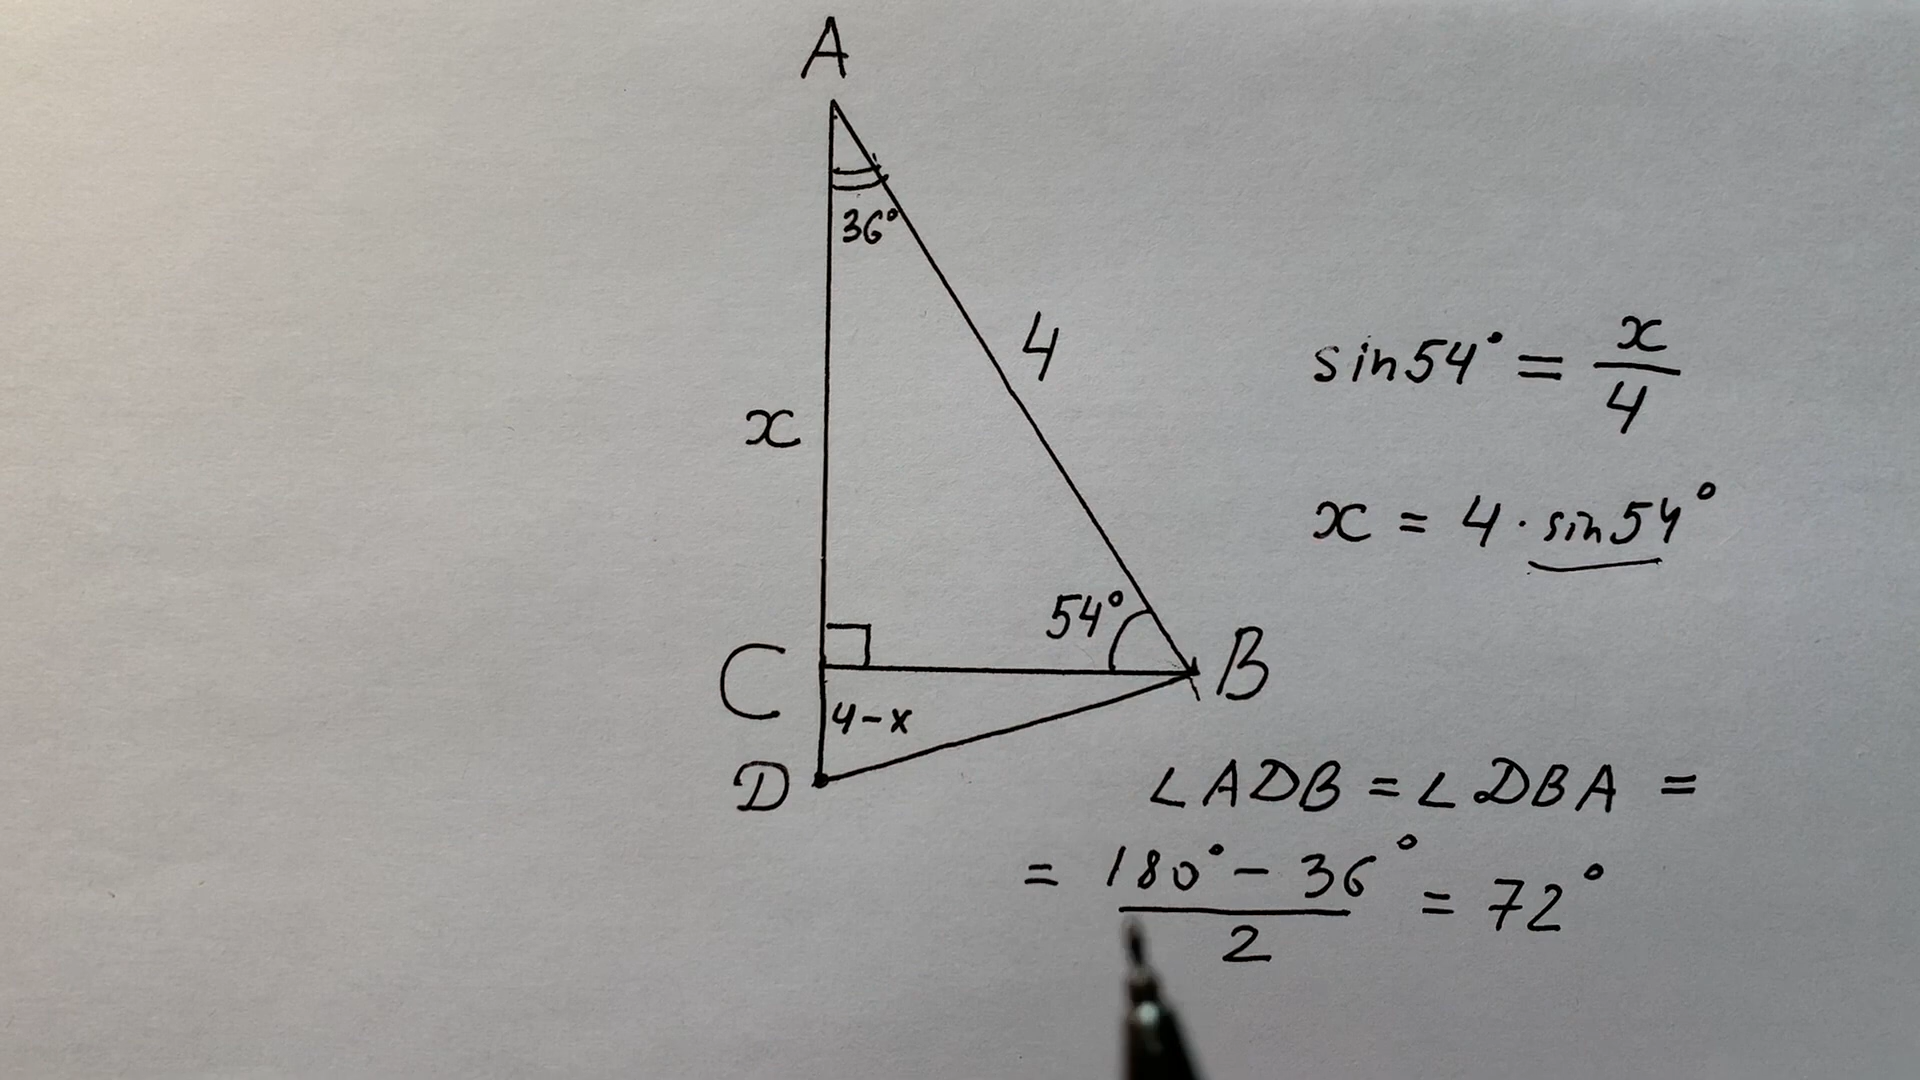 A
36°
4
x
sin54° = x/4
x = 4 · sin54°
54°
C
B
4-x
D
∠ADB = ∠DBA =
= (180° - 36°)/2 = 72°